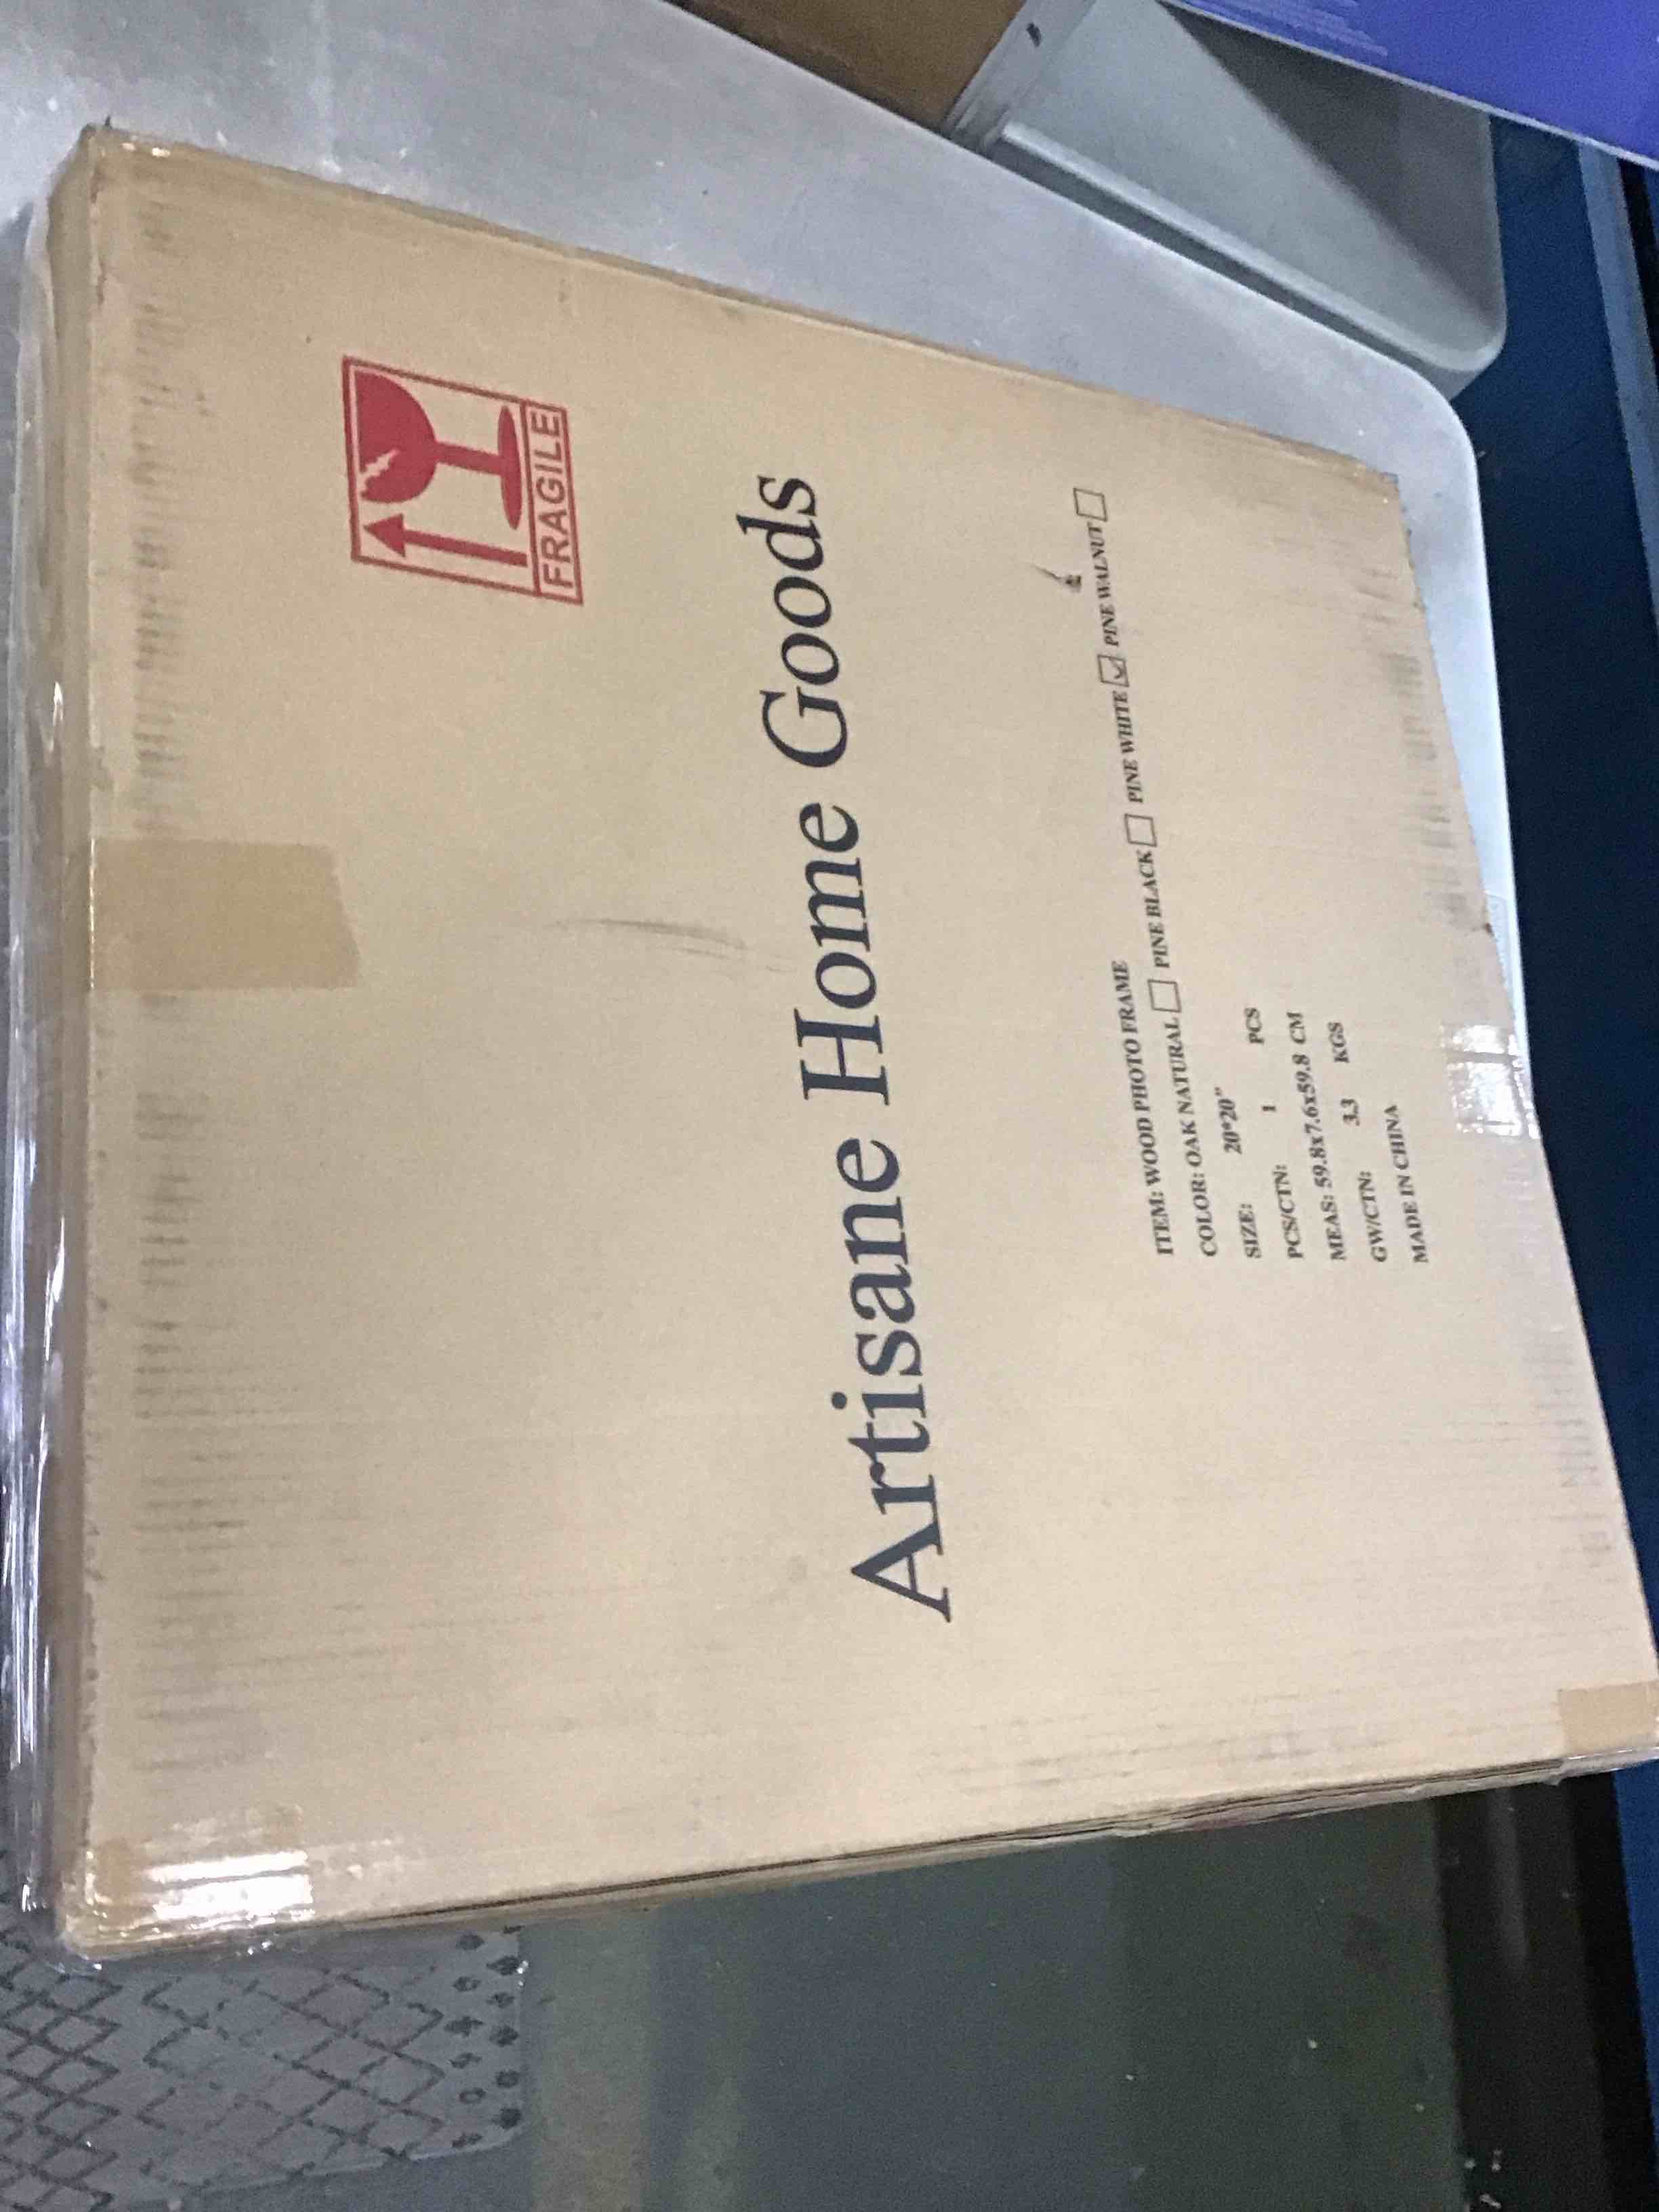 FRAGILE
Artisane Home Goods
ITEM: WOOD PHOTO FRAME
COLOR: OAK NATURAL☐ PINE BLACK☐ PINE WHITE☑ PINE WALNUT☐
SIZE: 20*20"
PCS/CTN: 1 PCS
MEAS: 59.8x7.6x59.8 CM
GW/CTN: 3.3 KGS
MADE IN CHINA